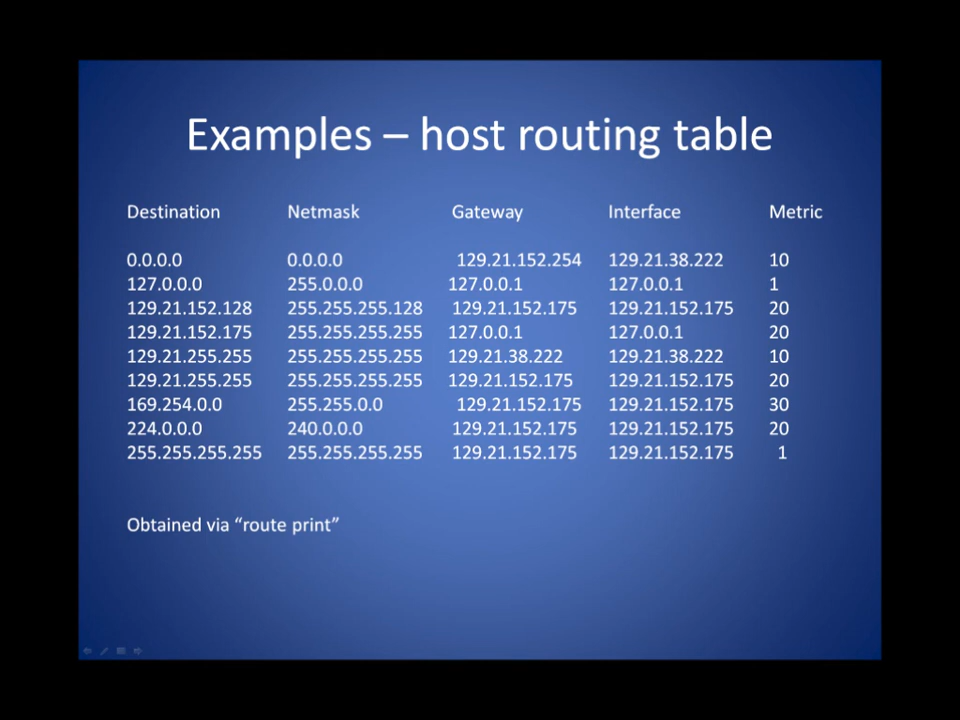 Examples – host routing table
Destination Netmask Gateway Interface Metric
0.0.0.0 0.0.0.0 129.21.152.254 129.21.38.222 10
127.0.0.0 255.0.0.0 127.0.0.1 127.0.0.1 1
129.21.152.128 255.255.255.128 129.21.152.175 129.21.152.175 20
129.21.152.175 255.255.255.255 127.0.0.1 127.0.0.1 20
129.21.255.255 255.255.255.255 129.21.38.222 129.21.38.222 10
129.21.255.255 255.255.255.255 129.21.152.175 129.21.152.175 20
169.254.0.0 255.255.0.0 129.21.152.175 129.21.152.175 30
224.0.0.0 240.0.0.0 129.21.152.175 129.21.152.175 20
255.255.255.255 255.255.255.255 129.21.152.175 129.21.152.175 1
Obtained via “route print”